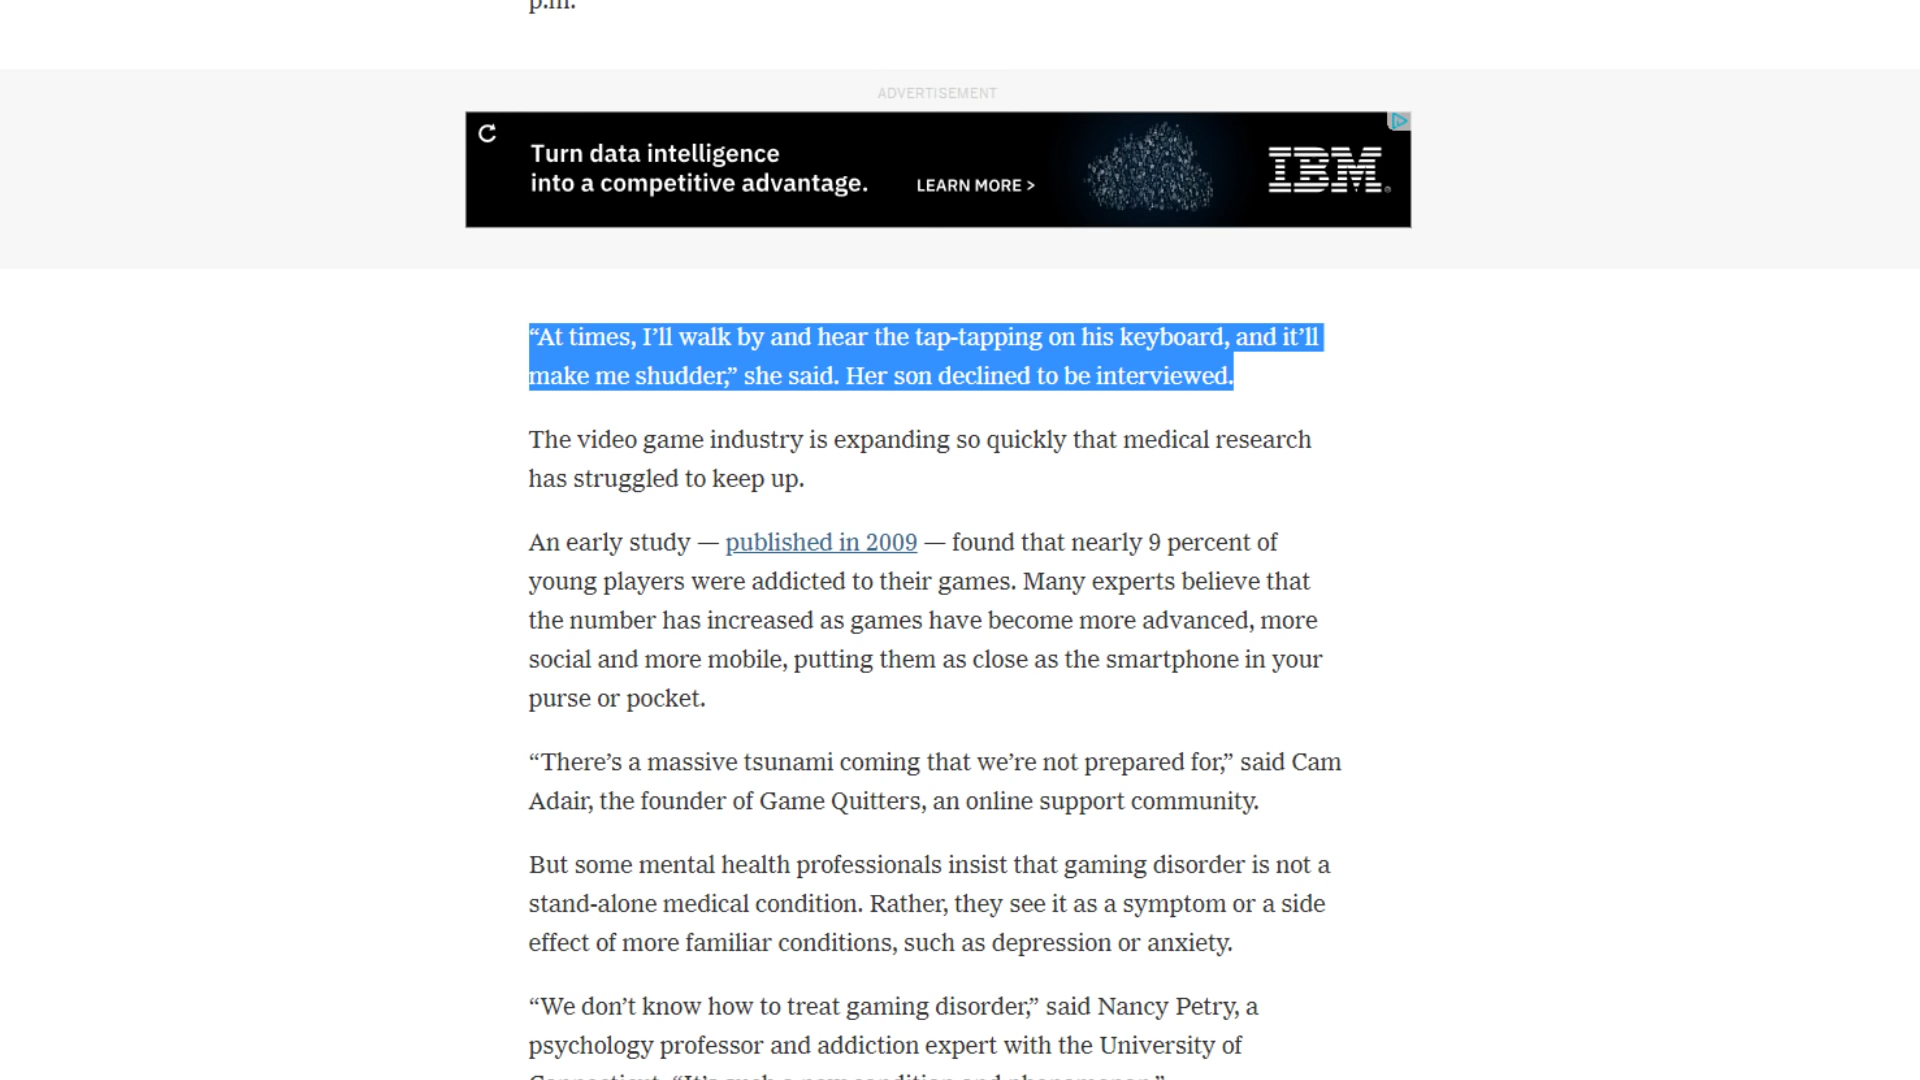 p.m.
ADVERTISEMENT
Turn data intelligence
into a competitive advantage.
LEARN MORE >
IBM®
“At times, I’ll walk by and hear the tap-tapping on his keyboard, and it’ll
make me shudder,” she said. Her son declined to be interviewed.
The video game industry is expanding so quickly that medical research
has struggled to keep up.
An early study — published in 2009 — found that nearly 9 percent of
young players were addicted to their games. Many experts believe that
the number has increased as games have become more advanced, more
social and more mobile, putting them as close as the smartphone in your
purse or pocket.
“There’s a massive tsunami coming that we’re not prepared for,” said Cam
Adair, the founder of Game Quitters, an online support community.
But some mental health professionals insist that gaming disorder is not a
stand-alone medical condition. Rather, they see it as a symptom or a side
effect of more familiar conditions, such as depression or anxiety.
“We don’t know how to treat gaming disorder,” said Nancy Petry, a
psychology professor and addiction expert with the University of
Connecticut. “It’s such a new condition and phenomenon.”